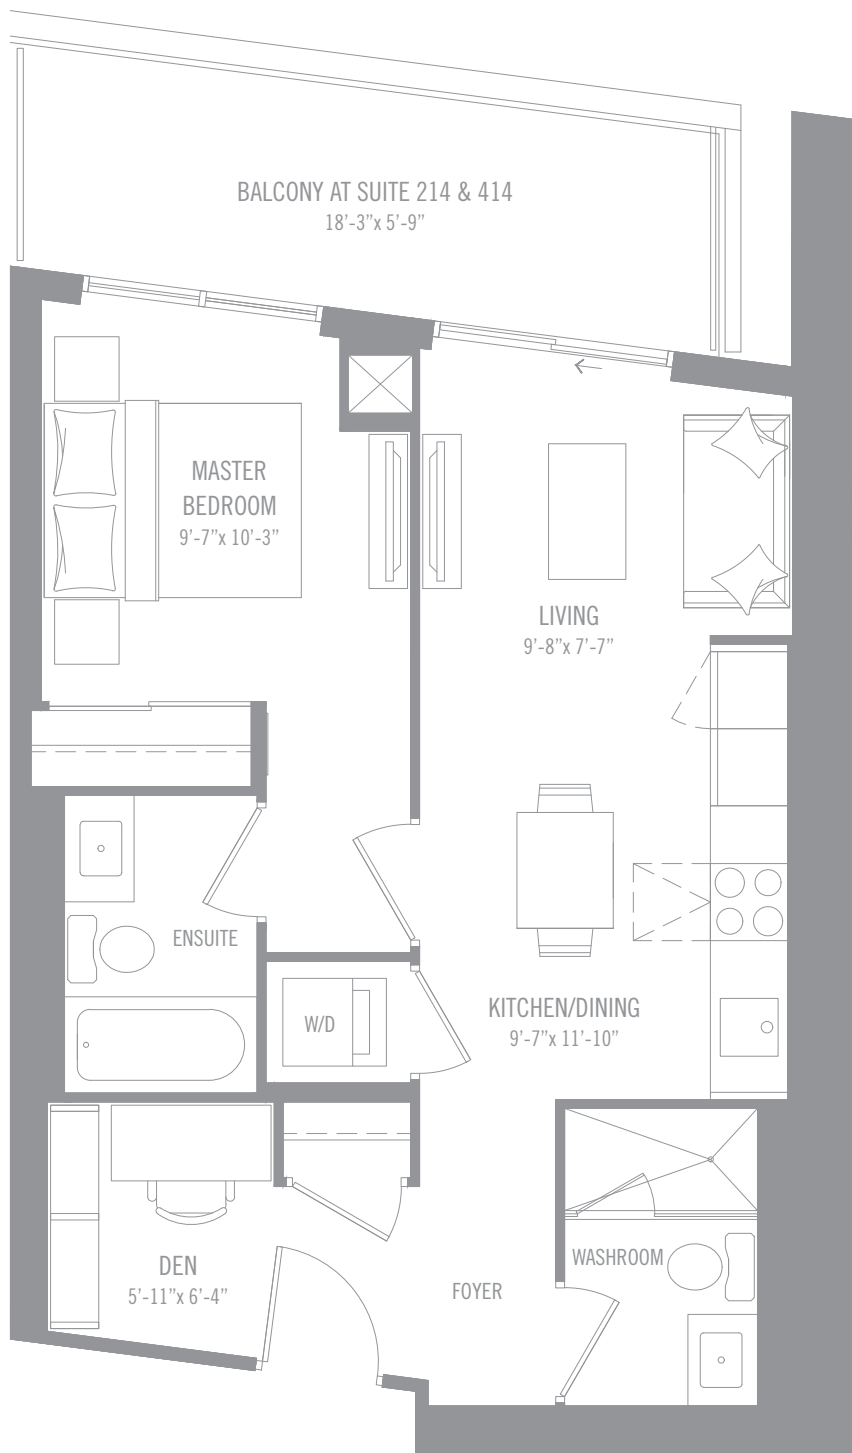 BALCONY AT SUITE 214 & 414
18’-3”x 5’-9”
MASTER
BEDROOM
9’-7”x 10’-3”
LIVING
9’-8”x 7’-7”
ENSUITE
W/D
KITCHEN/DINING
9’-7”x 11’-10”
DEN
5’-11”x 6’-4”
WASHROOM
FOYER